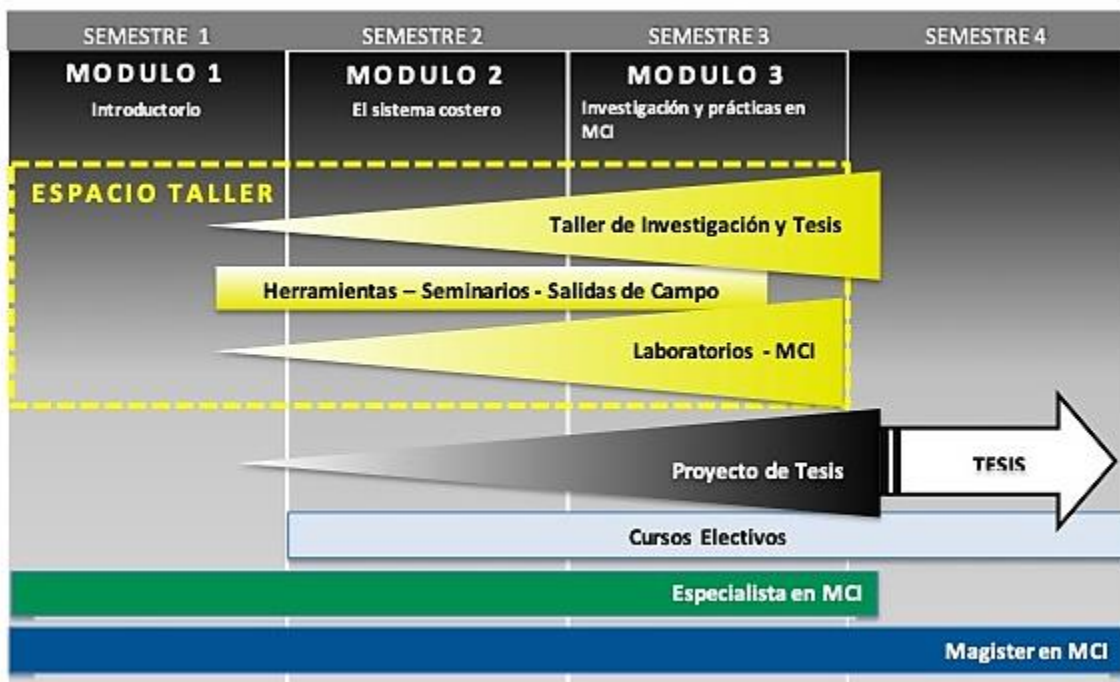 SEMESTRE 1
SEMESTRE 2
SEMESTRE 3
SEMESTRE 4
MODULO 1
Introductorio
MODULO 2
El sistema costero
MODULO 3
Investigación y prácticas en
MCI
ESPACIO TALLER
Taller de Investigación y Tesis
Herramientas – Seminarios - Salidas de Campo
Laboratorios - MCI
Proyecto de Tesis
TESIS
Cursos Electivos
Especialista en MCI
Magister en MCI